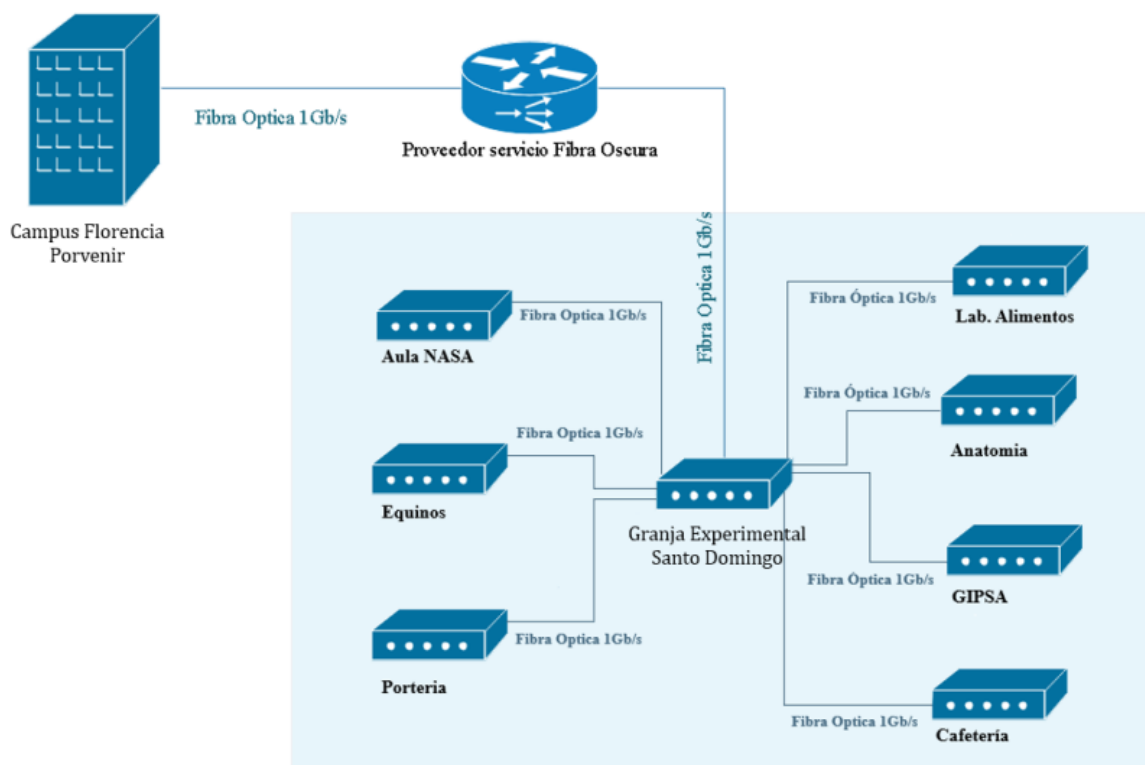 Fibra Optica 1Gb/s
Proveedor servicio Fibra Oscura
Campus Florencia
Porvenir
Fibra Optica 1Gb/s
Fibra Optica 1Gb/s
Aula NASA
Fibra Optica 1Gb/s
Equinos
Fibra Optica 1Gb/s
Porteria
Granja Experimental
Santo Domingo
Fibra Óptica 1Gb/s
Lab. Alimentos
Fibra Óptica 1Gb/s
Anatomia
Fibra Óptica 1Gb/s
GIPSA
Fibra Óptica 1Gb/s
Cafetería